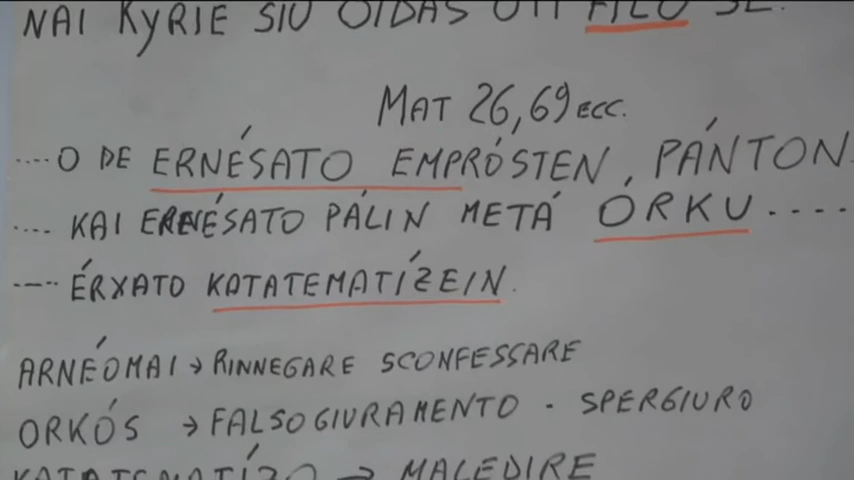 NAI KYRIE SIU OIDAS OTI FILO SE.
MAT 26,69 ECC.
....O DE ERNÉSATO EMPRÓSTEN, PÁNTON.
.... KAI ERNÉSATO PÁLIN METÁ ÓRKU ....
---- ÉRXATO KATATEMATÍZEIN.
ARNÉOMAI → RINNEGARE SCONFESSARE
ORKÓS → FALSOGIURAMENTO - SPERGIURO
KATATEMATÍZO → MALEDIRE